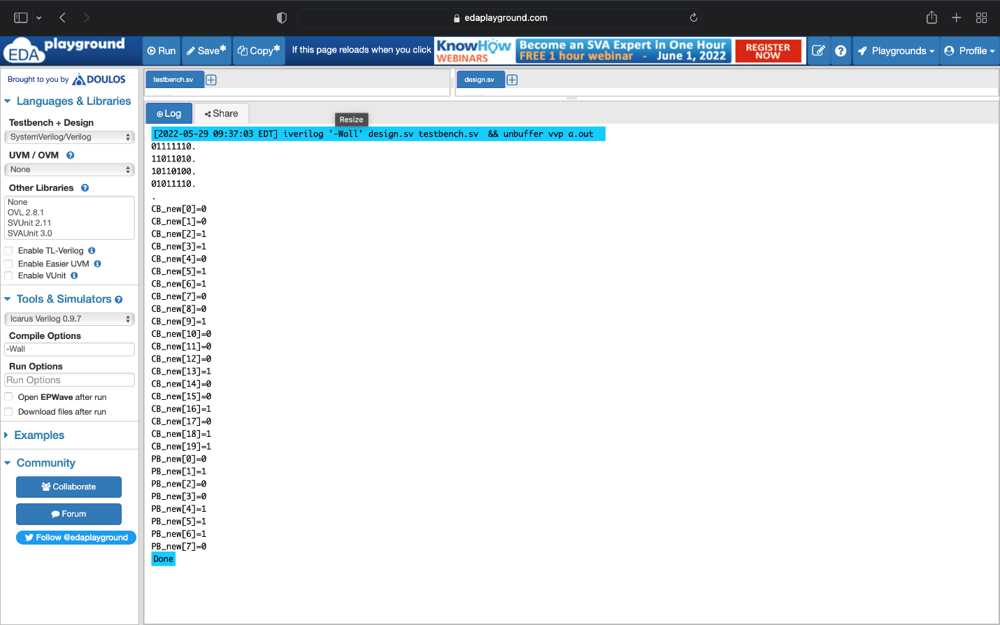 edaplayground.com
EDA playground
Run
Save*
Copy*
If this page reloads when you click
KnowHow WEBINARS
Become an SVA Expert in One Hour
FREE 1 hour webinar - June 1, 2022
REGISTER NOW
Playgrounds
Profile
Brought to you by DOULOS
Languages & Libraries
Testbench + Design
SystemVerilog/Verilog
UVM / OVM
None
Other Libraries
None
OVL 2.8.1
SVUnit 2.11
SVAUnit 3.0
Enable TL-Verilog
Enable Easier UVM
Enable VUnit
Tools & Simulators
Icarus Verilog 0.9.7
Compile Options
-Wall
Run Options
Run Options
Open EPWave after run
Download files after run
Examples
Community
Collaborate
Forum
Follow @edaplayground
testbench.sv
design.sv
Log
Share
Resize
[2022-05-29 09:37:03 EDT] iverilog '-Wall' design.sv testbench.sv && unbuffer vvp a.out
01111110.
11011010.
10110100.
01011110.
.
CB_new[0]=0
CB_new[1]=0
CB_new[2]=1
CB_new[3]=1
CB_new[4]=0
CB_new[5]=1
CB_new[6]=1
CB_new[7]=0
CB_new[8]=0
CB_new[9]=1
CB_new[10]=0
CB_new[11]=0
CB_new[12]=0
CB_new[13]=1
CB_new[14]=0
CB_new[15]=0
CB_new[16]=1
CB_new[17]=0
CB_new[18]=1
CB_new[19]=1
PB_new[0]=0
PB_new[1]=1
PB_new[2]=0
PB_new[3]=0
PB_new[4]=1
PB_new[5]=1
PB_new[6]=1
PB_new[7]=0
Done